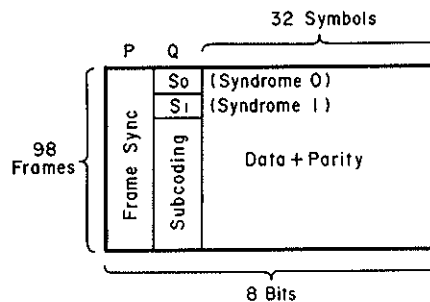 32 Symbols
P Q
So (Syndrome 0)
S1 (Syndrome 1)
98
Frames
Frame Sync
Subcoding
Data + Parity
8 Bits